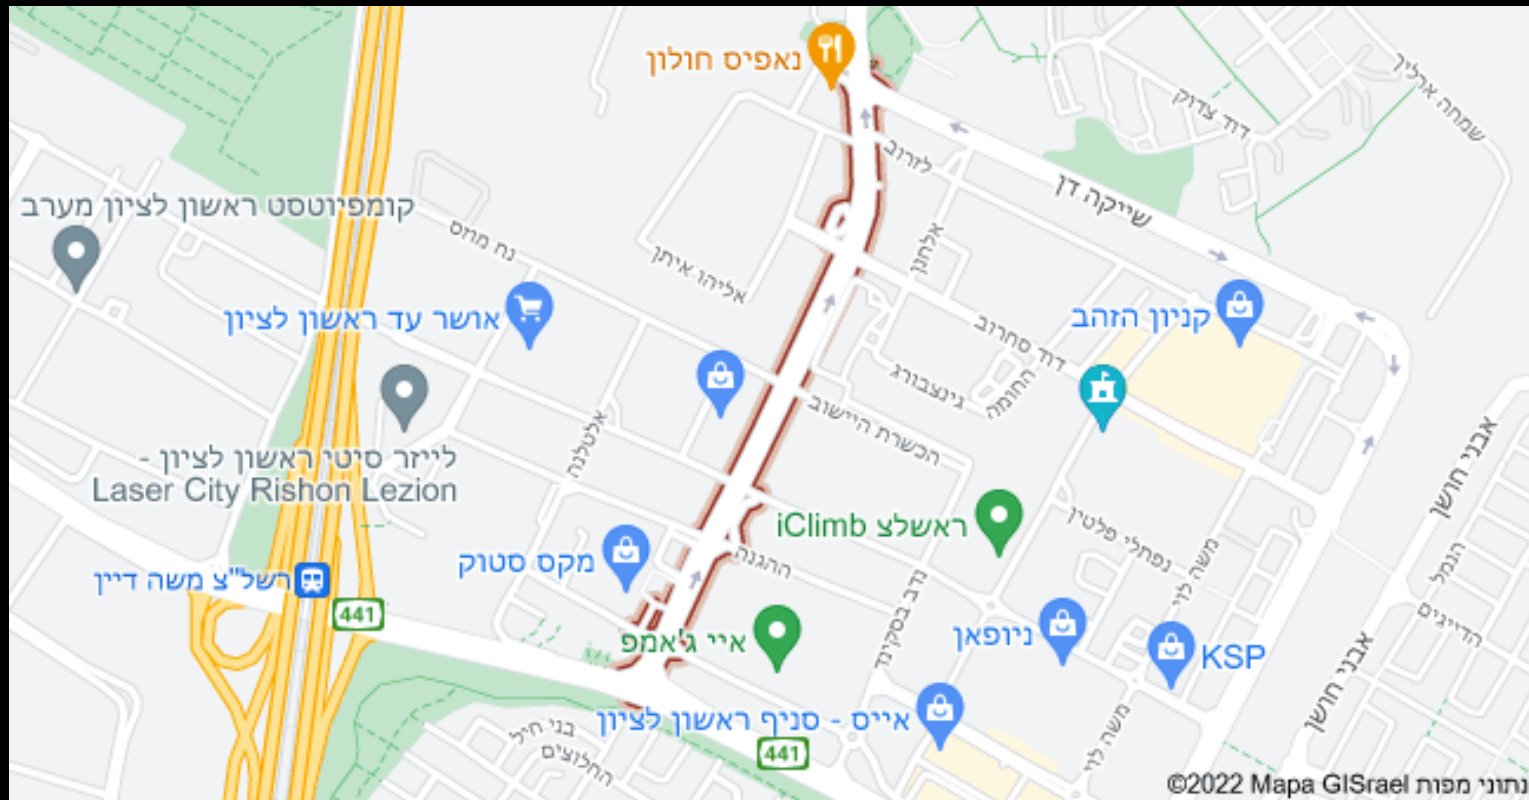 נאפיס חולון
שמחה ארלין
דוד צדוק
לזרוב
שייקה דן
קומפיוטסט ראשון לציון מערב
נח מוזס
אליהו איתן
אלחנן
קניון הזהב
אושר עד ראשון לציון
דוד סחרוב
גינצבורג
החומה
הכשרת היישוב
אלטלנה
אבני חושן
לייזר סיטי ראשון לציון -
Laser City Rishon Lezion
iClimb ראשלצ
נפתלי פלטין
משה לוי
ההגנה
מקס סטוק
רשל"צ משה דיין
הנמל
הדייגים
441
נדב בסקינד
איי ג'אמפ
ניופאן
KSP
אבני חושן
אייס - סניף ראשון לציון
בני חיל
החלוצים
441
משה לוי
נתוני מפות Mapa GISrael ©2022